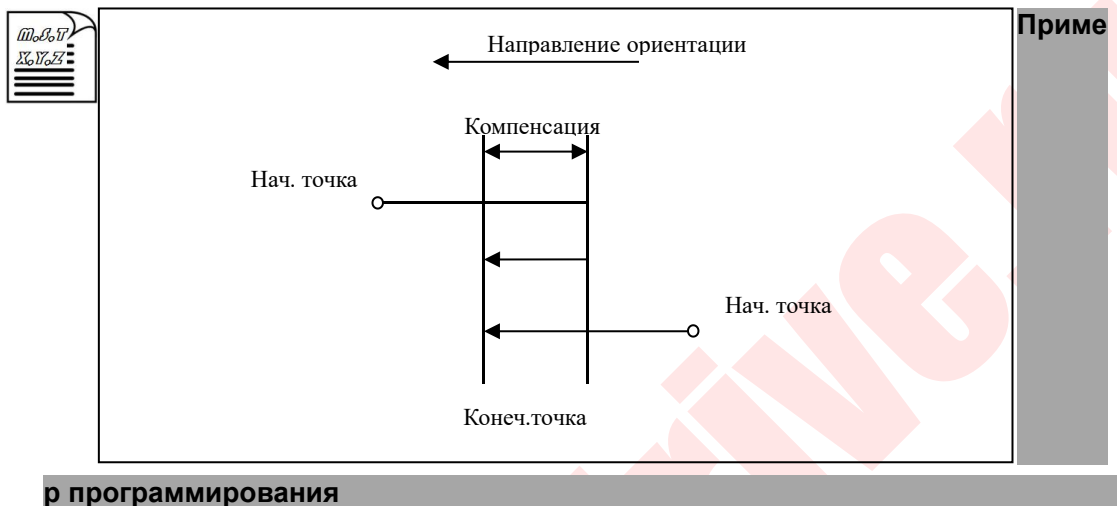 M.S.T
X.Y.Z
Приме
Направление ориентации
Компенсация
Нач. точка
Нач. точка
Конеч.точка
р программирования